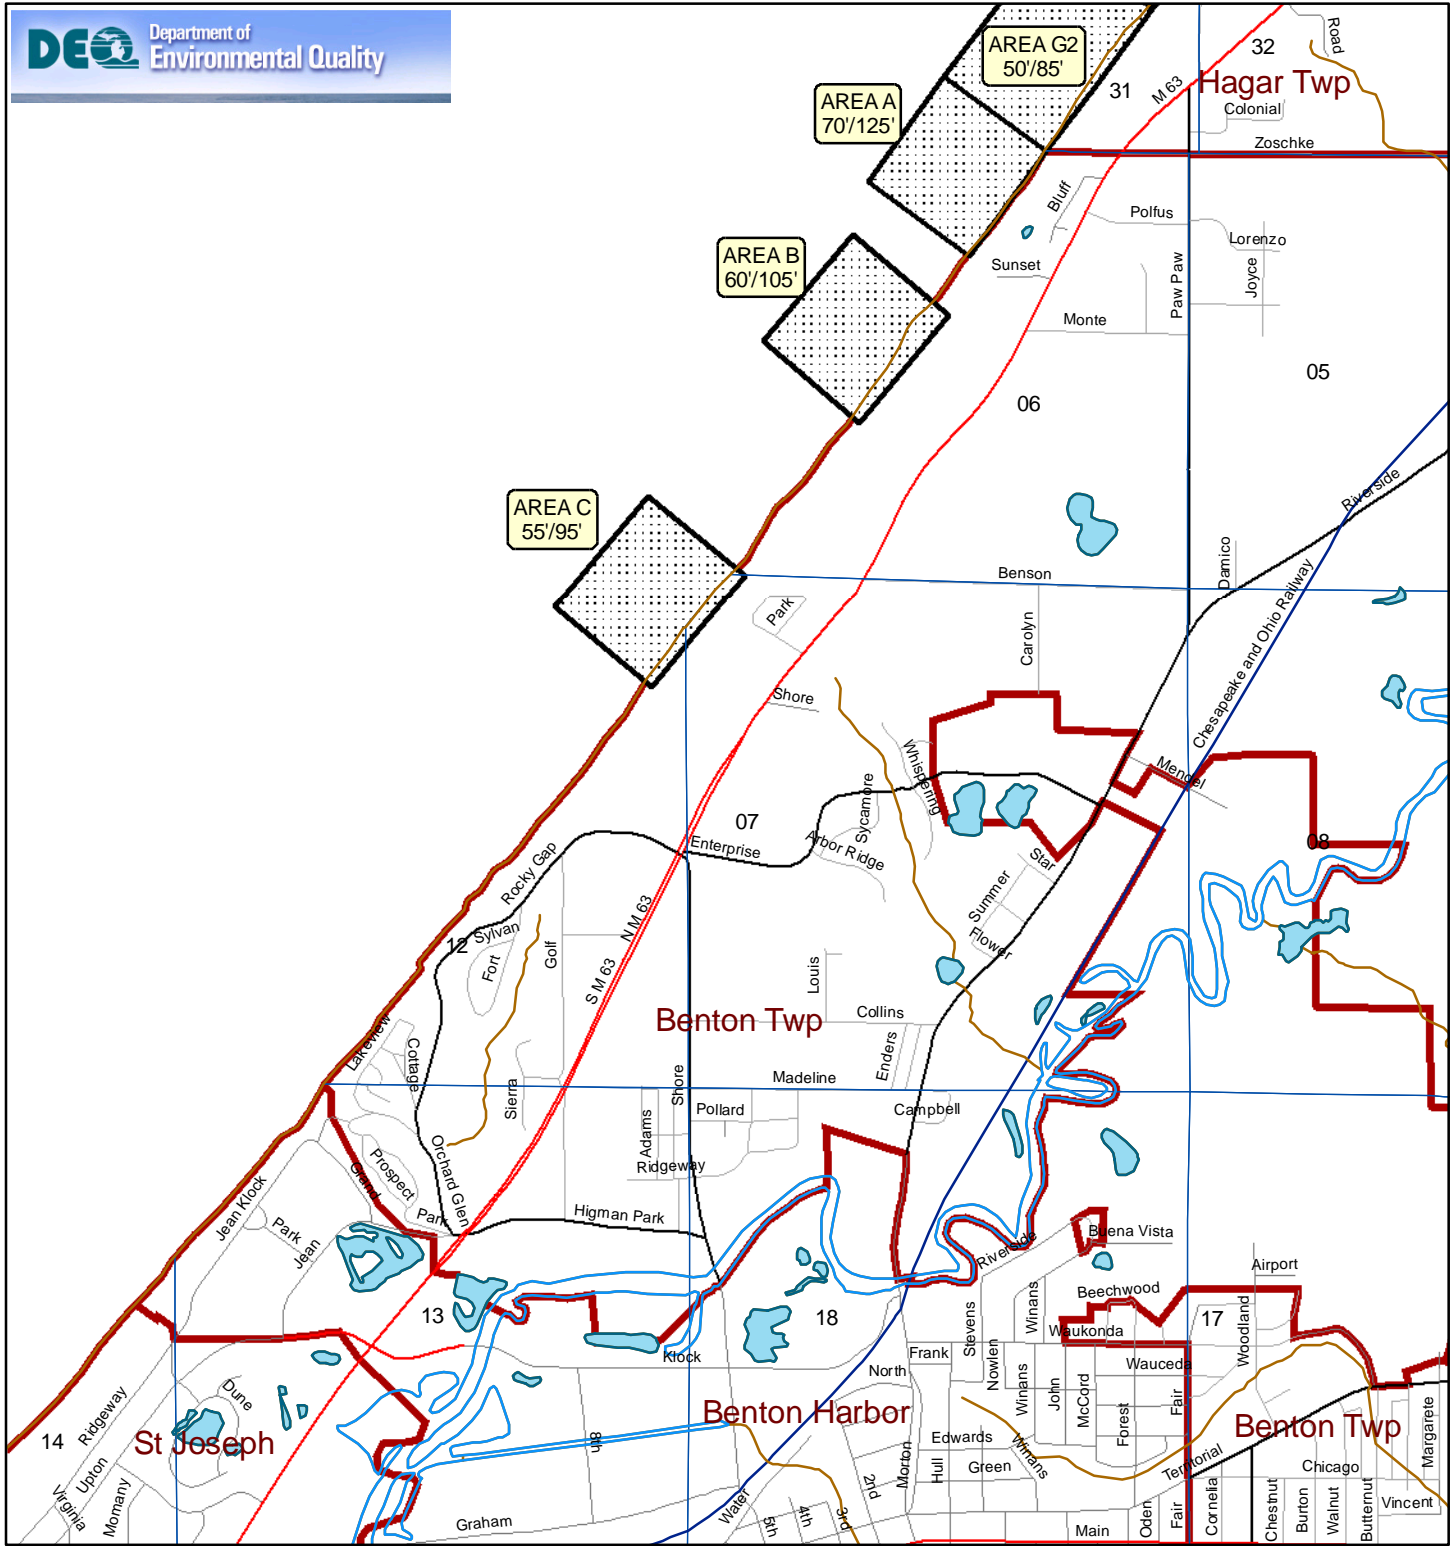 DEQ
Department of
Environmental Quality
AREA G2
50'/85'
AREA A
70'/125'
AREA B
60'/105'
AREA C
55'/95'
Road
32
31
M 63
Hagar Twp
Colonial
Zoschke
Bluff
Polfus
Lorenzo
Joyce
Paw Paw
Sunset
Monte
05
06
Riverside
Damico
Benson
Carolyn
Park
Chesapeake and Ohio Railway
Shore
Whispering
Mendel
Sycamore
07
Enterprise
Arbor Ridge
08
Star
Summer
Flower
Rocky Gap
Sylvan
12
Fort
Golf
N M 63
S M 63
Louis
Benton Twp
Collins
Enders
Lakeview
Cottage
Sierra
Shore
Madeline
Adams
Pollard
Campbell
Ridgeway
Orchard Glen
Prospect
Grand
Park
Higman Park
Jean Klock
Park
Jean
Riverside
Buena Vista
Airport
Beechwood
Winans
Stevens
Waukonda
17
Woodland
13
18
Klock
North
Frank
Nowlen
Winans
John
McCord
Wauceda
Forest
Fair
Dune
Ridgeway
14
St Joseph
Upton
Virginia
Momany
8th
Benton Harbor
Benton Twp
Edwards
Winans
Hull
Green
Morton
2nd
Territorial
Chicago
Margarete
Vincent
Graham
Water
5th
4th
3rd
Main
Oden
Fair
Cornelia
Chestnut
Burton
Walnut
Butternut